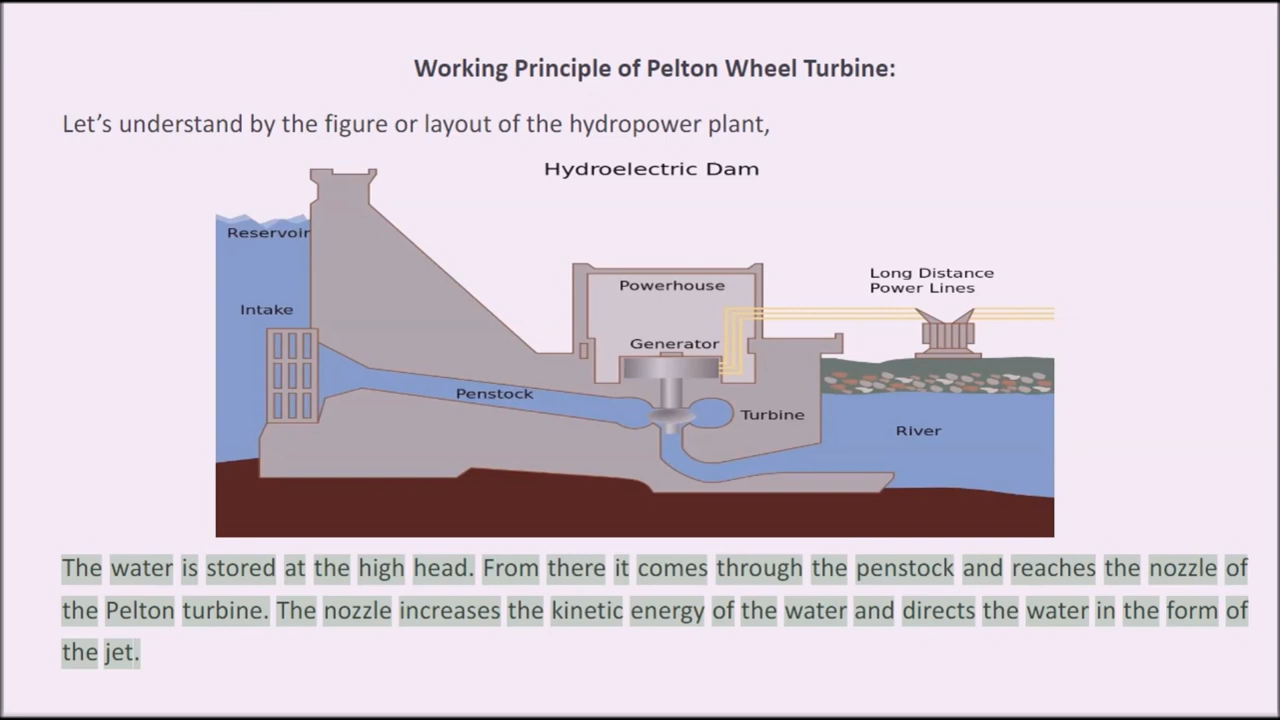 Working Principle of Pelton Wheel Turbine:
Let’s understand by the figure or layout of the hydropower plant,
Hydroelectric Dam
Reservoir
Intake
Penstock
Powerhouse
Generator
Turbine
Long Distance
Power Lines
River
The water is stored at the high head. From there it comes through the penstock and reaches the nozzle of
the Pelton turbine. The nozzle increases the kinetic energy of the water and directs the water in the form of
the jet.